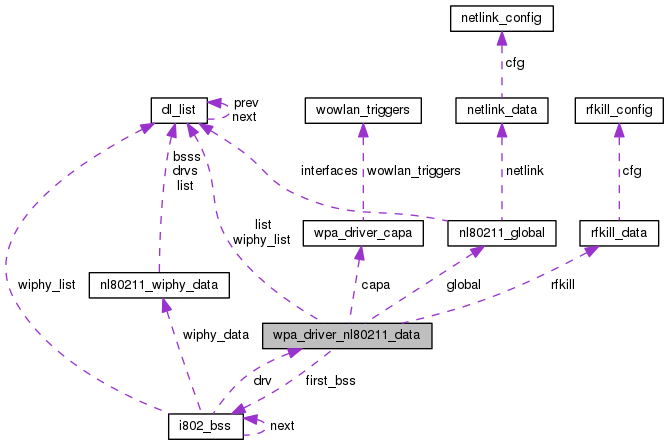 netlink_config
cfg
dl_list
prev
next
wowlan_triggers
netlink_data
rfkill_config
bsss
drvs
list
interfaces
wowlan_triggers
netlink
cfg
list
wiphy_list
wpa_driver_capa
nl80211_global
rfkill_data
wiphy_list
nl80211_wiphy_data
capa
global
rfkill
wiphy_data
wpa_driver_nl80211_data
drv
first_bss
i802_bss
next